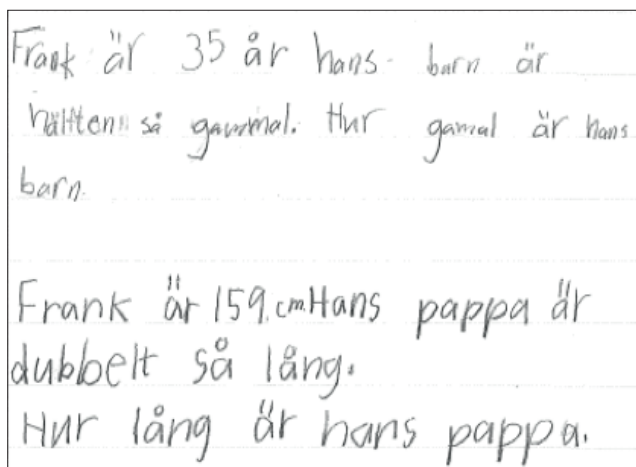 Frank är 35 år hans barn är
hälften så gammal. Hur gamal är hans
barn.
Frank är 159 cm. Hans pappa är
dubbelt så lång.
Hur lång är hans pappa.